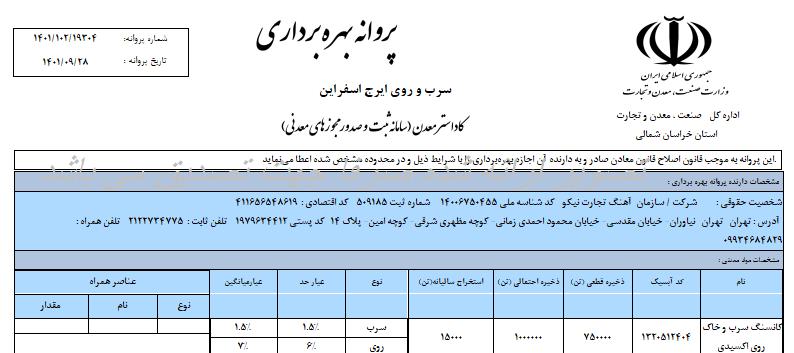 پروانه بهره برداری
شماره پروانه: ۱۴۰۱/۱۰۲/۱۹۳۰۴
تاریخ پروانه : ۱۴۰۱/۰۹/۲۸
جمهوری اسلامی ایران
وزارت صنعت، معدن و تجارت
اداره کل صنعت ، معدن و تجارت
استان خراسان شمالی
سرب و روی ایرج اسفراین
کاداستر معدن (سامانه ثبت و صدور مجوزهای معدنی)
این پروانه به موجب قانون اصلاح قانون معادن صادر و به دارنده آن اجازه بهره‌برداری را با شرایط ذیل و در محدوده مشخص شده اعطا می‌نماید.
مشخصات دارنده پروانه بهره برداری :
شخصیت حقوقی : شرکت / سازمان آهنگ تجارت نیکو کد شناسه ملی ۱۴۰۰۶۷۵۰۴۵۵ شماره ثبت ۵۰۹۱۸۵ کد اقتصادی : ۴۱۱۶۵۶۵۴۸۶۱۹
آدرس : تهران تهران نیاوران- خیابان مقدسی- خیابان محمود احمدی زمانی- کوچه مظهری شرقی- کوچه امین- پلاک ۱۴ کد پستی ۱۹۷۹۶۳۴۴۱۲ تلفن ثابت : ۲۱۲۲۷۳۴۷۷۵ تلفن همراه :
۰۹۹۳۴۶۸۴۸۲۹
مشخصات مواد معدنی :
نام کد آیسیک ذخیره قطعی (تن) ذخیره احتمالی (تن) استخراج سالیانه(تن) نوع عیار حد عیارمیانگین عناصر همراه
نوع نام مقدار
کانسنگ سرب و خاک روی اکسیدی ۱۳۲۰۵۱۲۴۰۴ ۷۵۰۰۰۰ ۱۰۰۰۰۰۰ ۱۵۰۰۰
سرب ۱.۵٪ ۱.۵٪
روی ۶٪ ۷٪